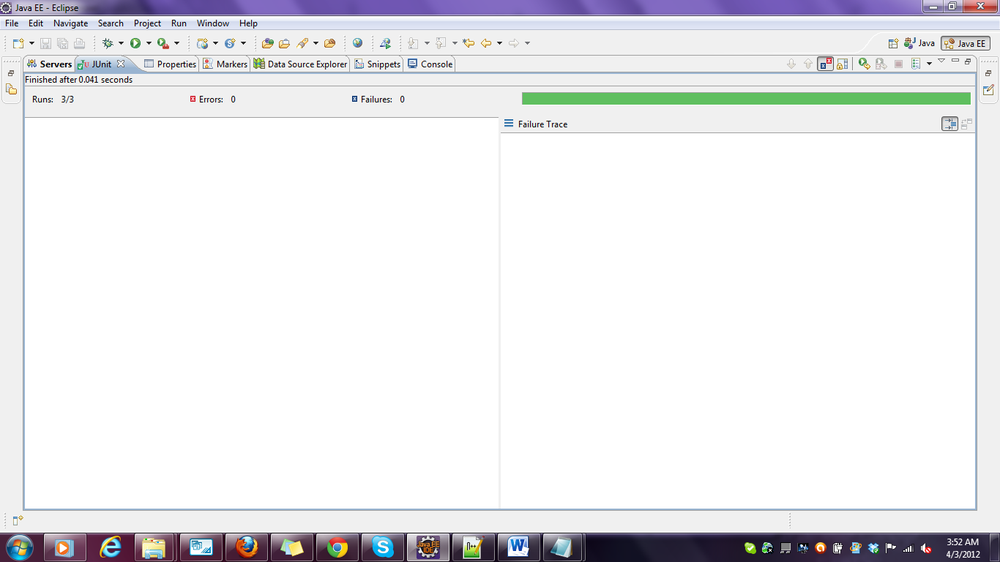 Java EE - Eclipse
File Edit Navigate Search Project Run Window Help
Java Java EE
Servers JUnit Properties Markers Data Source Explorer Snippets Console
Finished after 0.041 seconds
Runs: 3/3 Errors: 0 Failures: 0
Failure Trace
Java EE
IDE
3:52 AM
4/3/2012